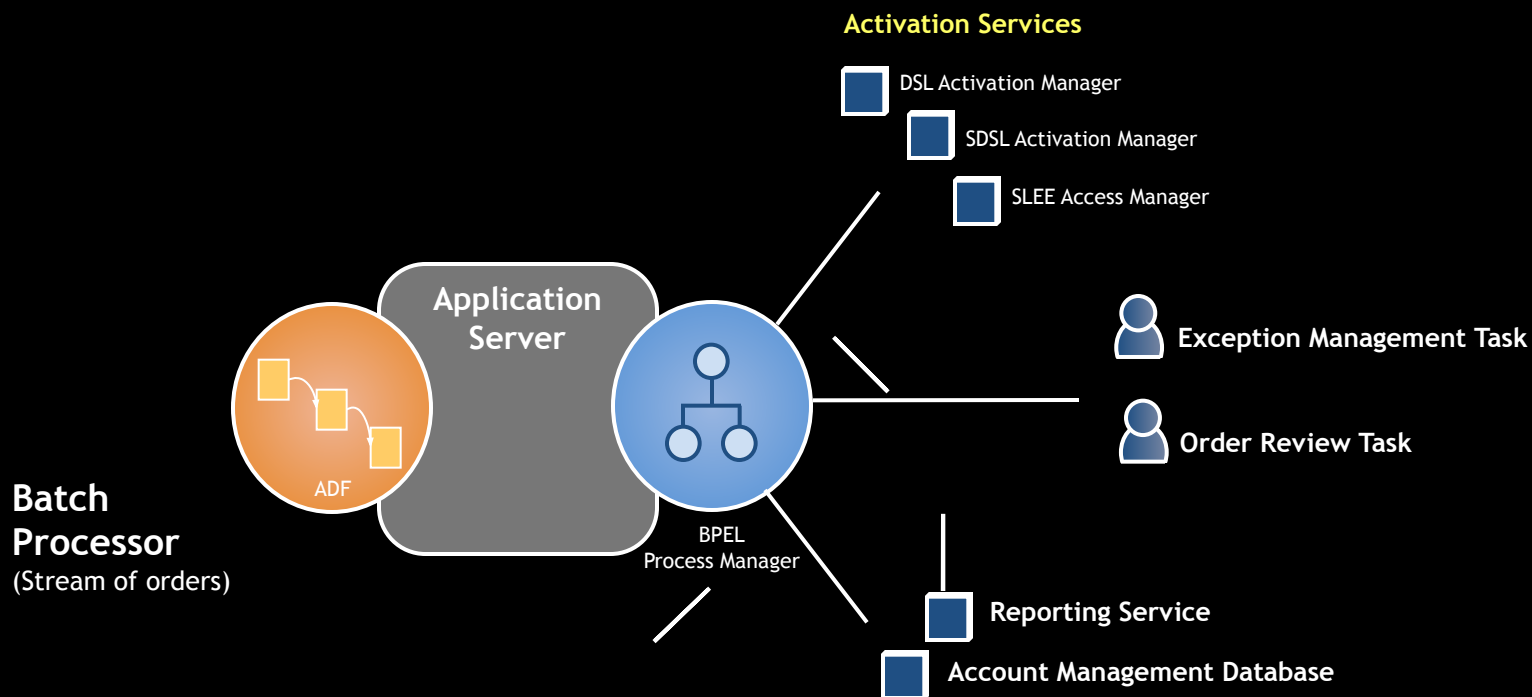 Activation Services
DSL Activation Manager
SDSL Activation Manager
SLEE Access Manager
Application
Server
Exception Management Task
Order Review Task
ADF
Batch
Processor
(Stream of orders)
BPEL
Process Manager
Reporting Service
Account Management Database